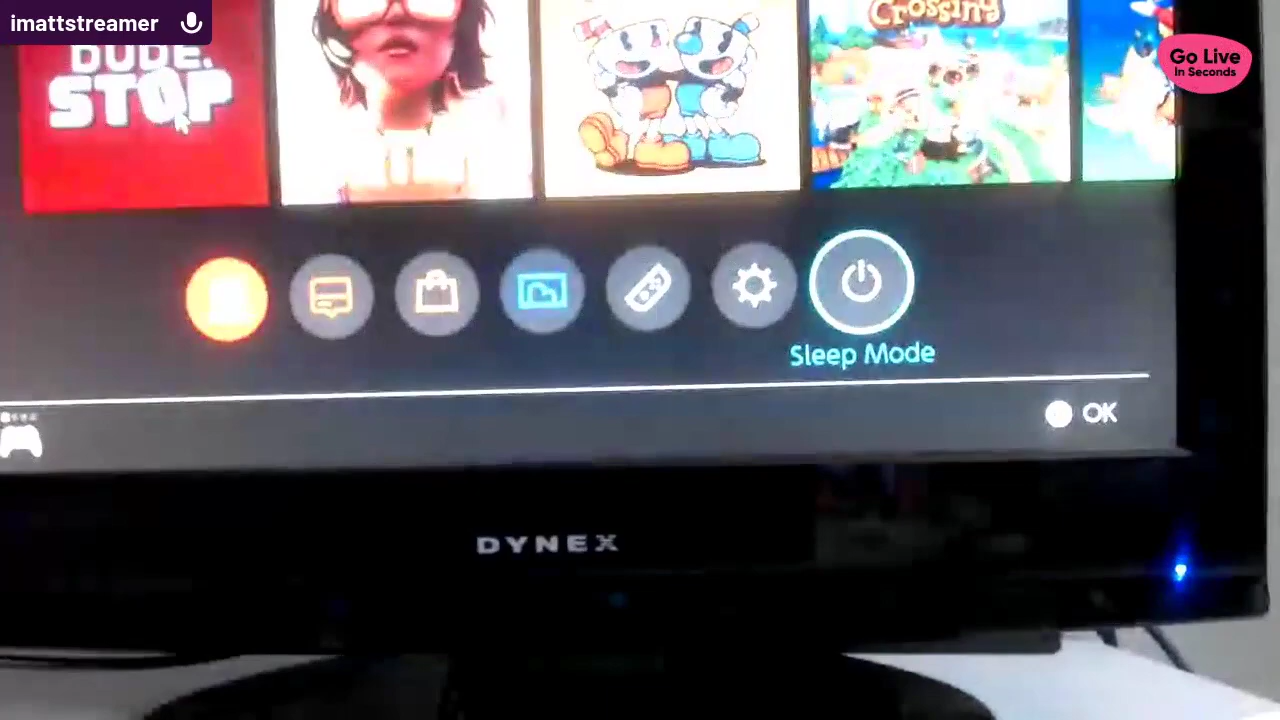 imattstreamer
Go Live
In Seconds
DUDE,
STOP
Crossing
Sleep Mode
OK
DYNEX